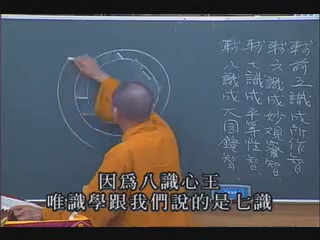 轉前五識成所作智
轉六識成妙观察智
轉七識成平等性智
轉八識成大圓鏡智
因爲八識心王
唯識學跟我們說的是七識